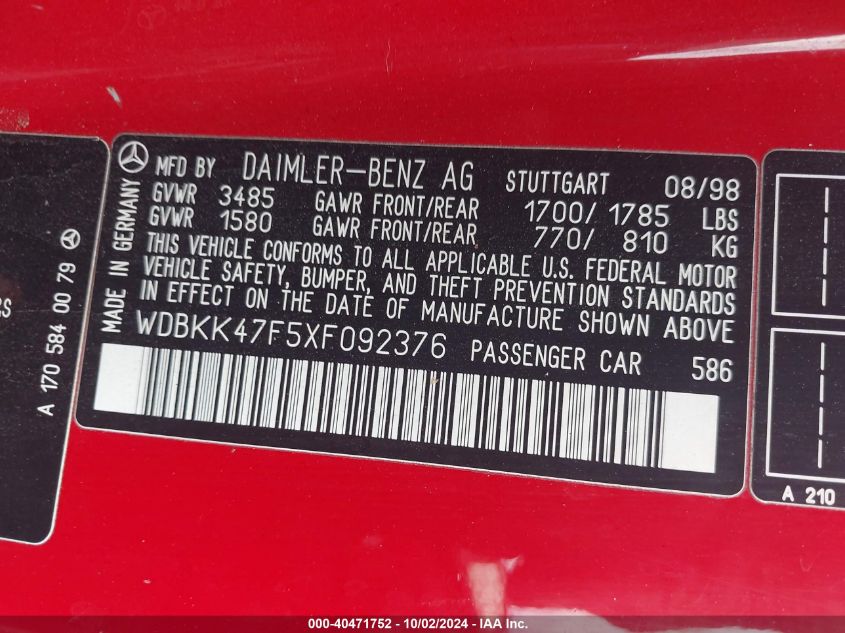 MFD BY DAIMLER-BENZ AG STUTTGART 08/98
GVWR 3485 GAWR FRONT/REAR 1700/ 1785 LBS
GVWR 1580 GAWR FRONT/REAR 770/ 810 KG
THIS VEHICLE CONFORMS TO ALL APPLICABLE U.S. FEDERAL MOTOR
VEHICLE SAFETY, BUMPER, AND THEFT PREVENTION STANDARDS
IN EFFECT ON THE DATE OF MANUFACTURE SHOWN ABOVE
WDBKK47F5XF092376 PASSENGER CAR 586
MADE IN GERMANY
A 170 584 00 79
A 210
000-40471752 - 10/02/2024 - IAA Inc.